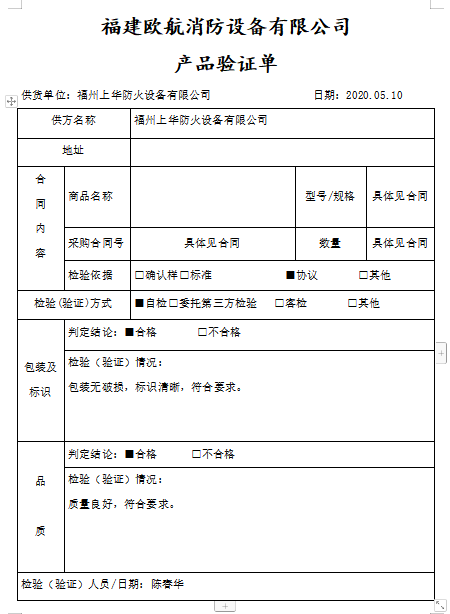 福建欧航消防设备有限公司
产品验证单
供货单位：福州上华防火设备有限公司 日期：2020.05.10
供方名称 福州上华防火设备有限公司
地址
合同内容
商品名称 型号/规格 具体见合同
采购合同号 具体见合同 数量 具体见合同
检验依据 □确认样□标准 ■协议 □其他
检验(验证)方式 ■自检□委托第三方检验 □客检 □其他
包装及
标识
判定结论：■合格 □不合格
检验（验证）情况：
包装无破损，标识清晰，符合要求。
品
质
判定结论：■合格 □不合格
检验（验证）情况：
质量良好，符合要求。
检验（验证）人员/日期：陈春华